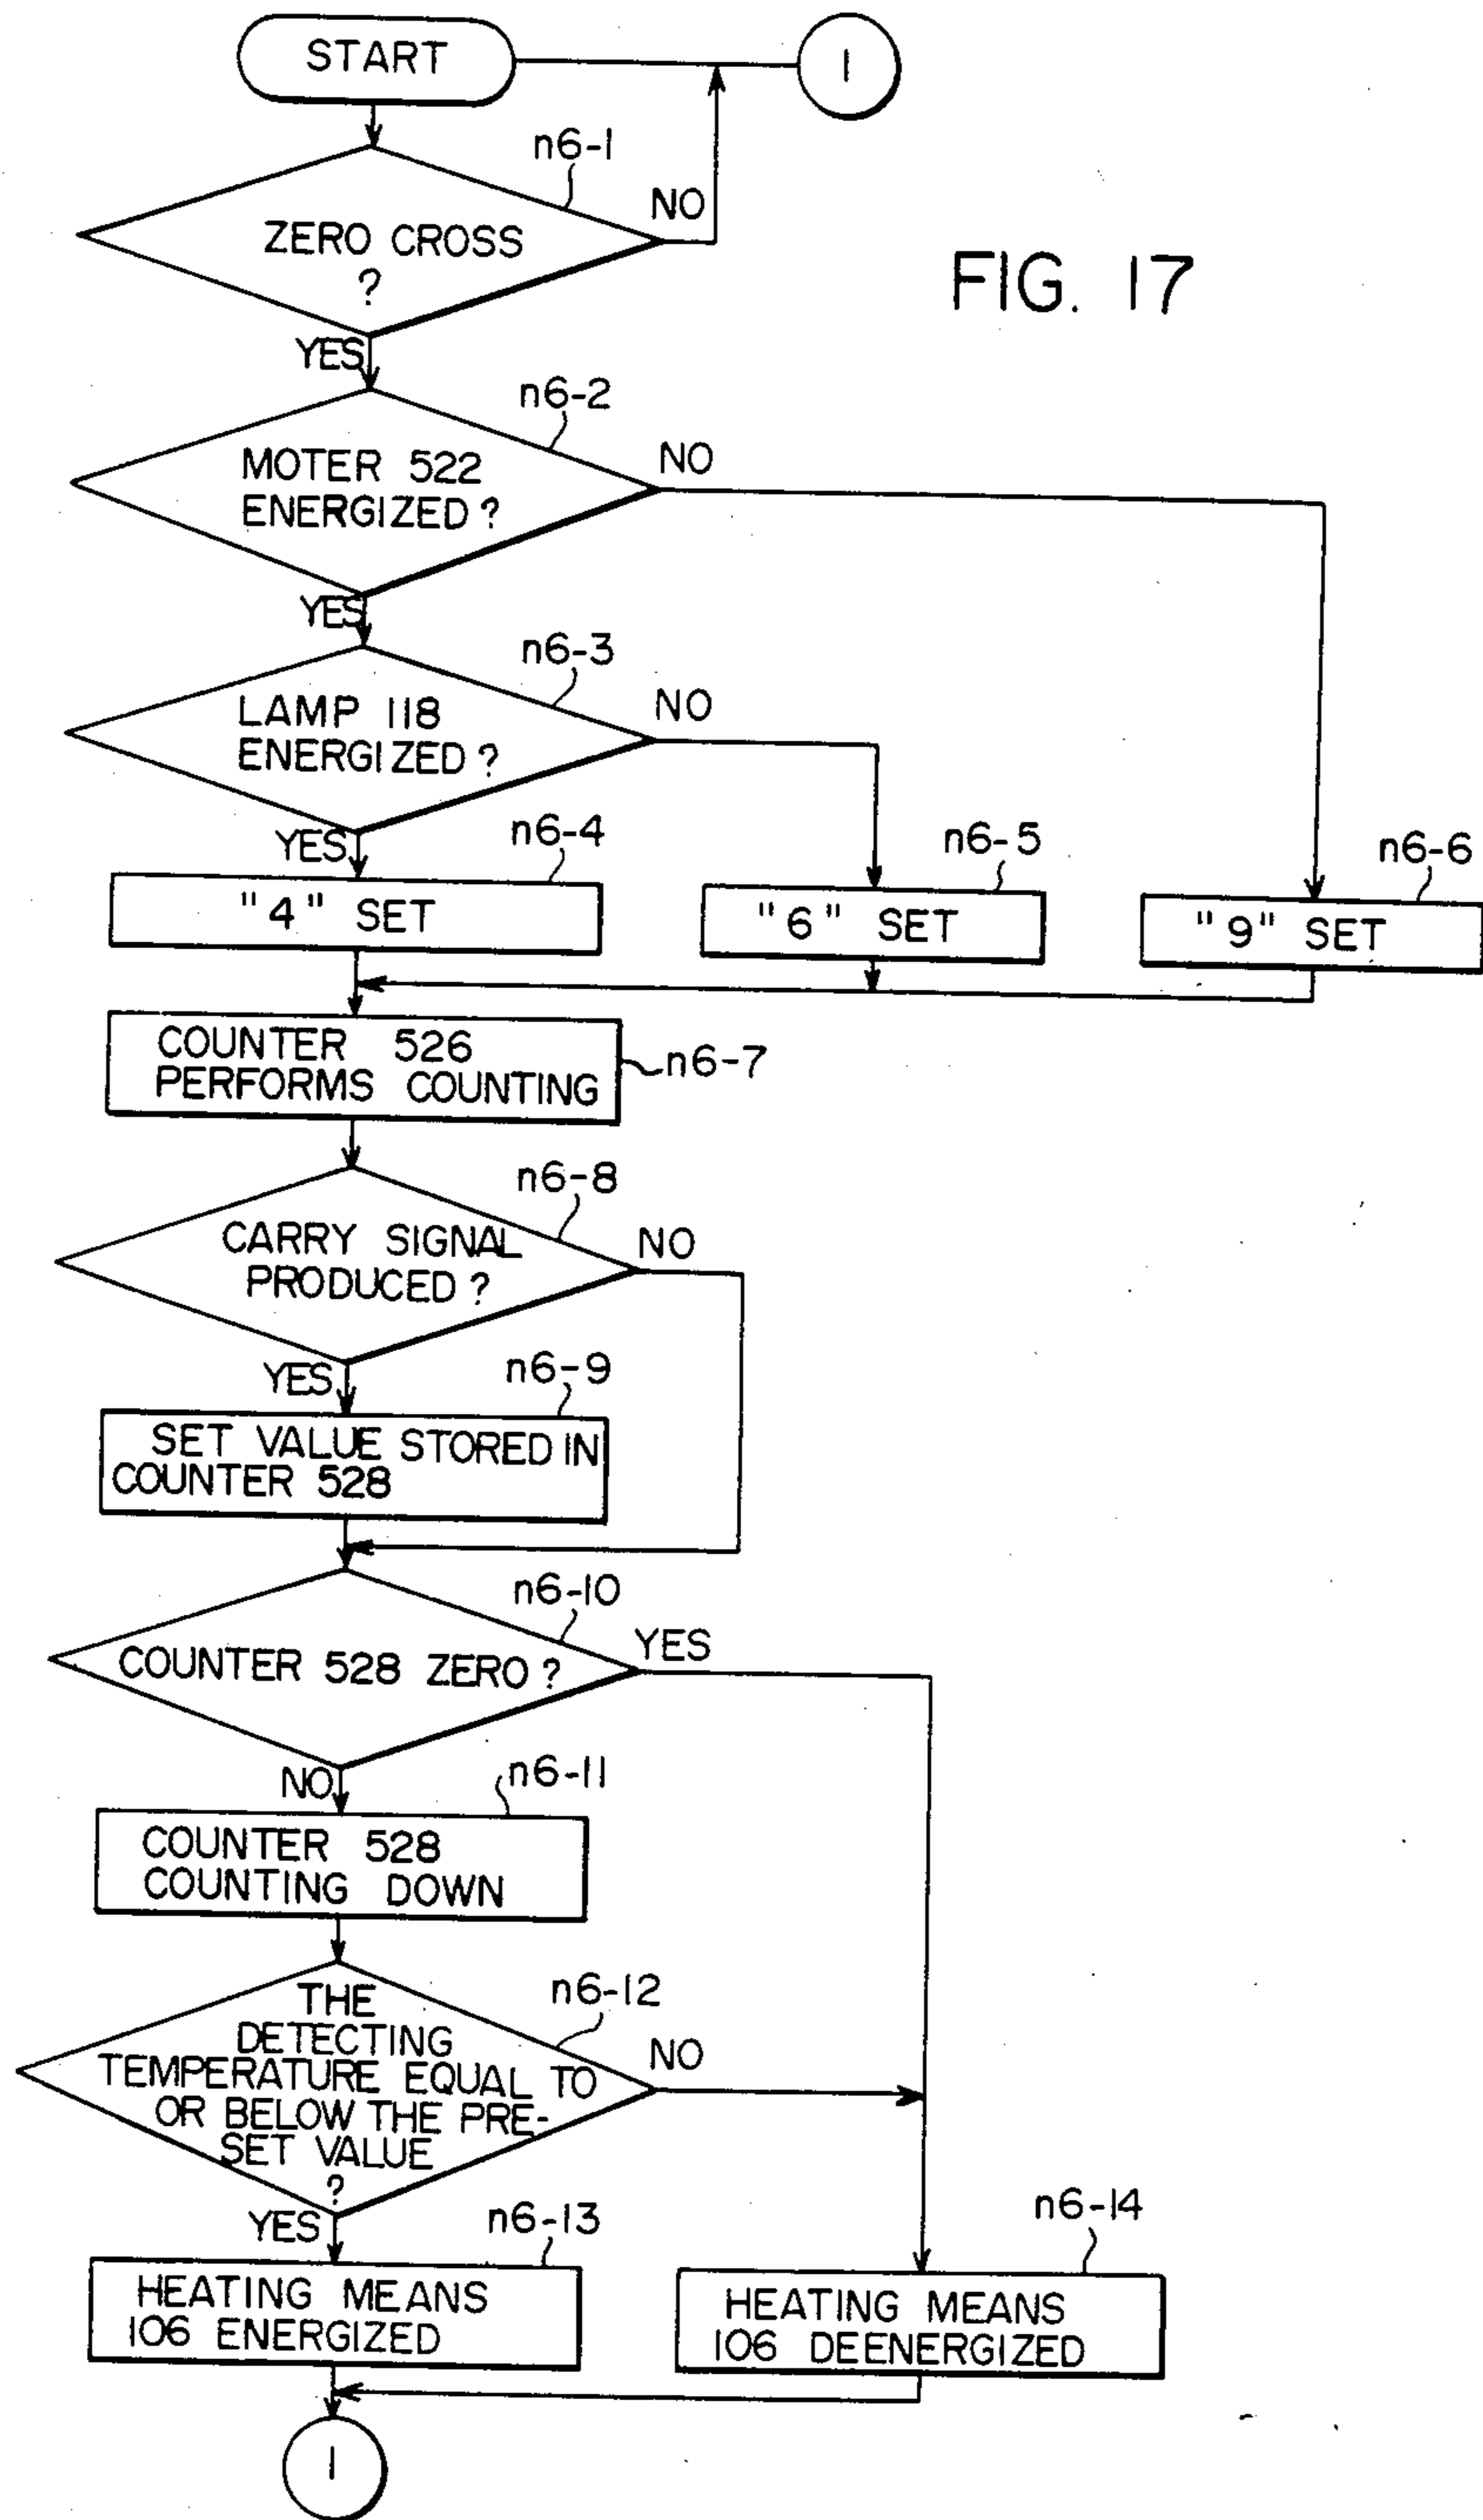 START
1
n6-1
NO
ZERO CROSS
?
FIG. 17
YES
n6-2
NO
MOTER 522
ENERGIZED ?
YES
n6-3
NO
LAMP 118
ENERGIZED ?
YES
n6-4
n6-5
n6-6
"4" SET
"6" SET
"9" SET
COUNTER 526
PERFORMS COUNTING
n6-7
n6-8
NO
CARRY SIGNAL
PRODUCED ?
YES
n6-9
SET VALUE STORED IN
COUNTER 528
n6-10
YES
COUNTER 528 ZERO ?
NO
n6-11
COUNTER 528
COUNTING DOWN
n6-12
NO
THE
DETECTING
TEMPERATURE EQUAL TO
OR BELOW THE PRE-
SET VALUE
?
YES
n6-13
n6-14
HEATING MEANS
106 ENERGIZED
HEATING MEANS
106 DEENERGIZED
1